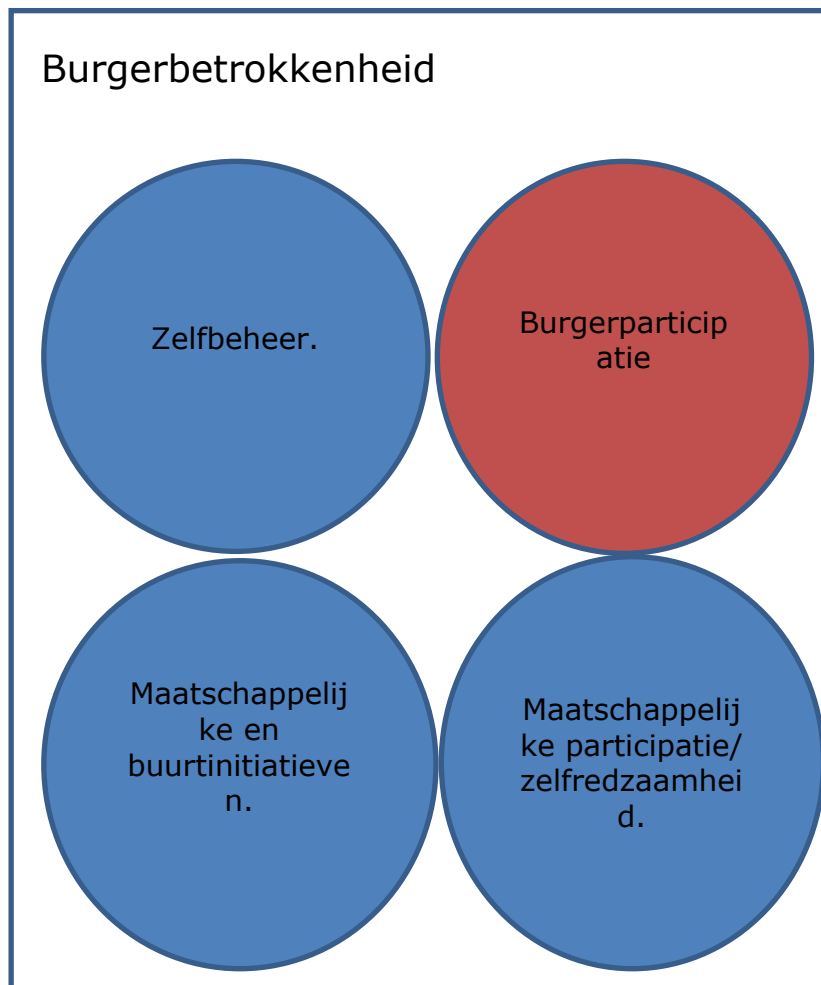 Burgerbetrokkenheid
Zelfbeheer.
Burgerparticip
atie
Maatschappelij
ke en
buurtinitiatieve
n.
Maatschappelij
ke participatie/
zelfredzaamhei
d.